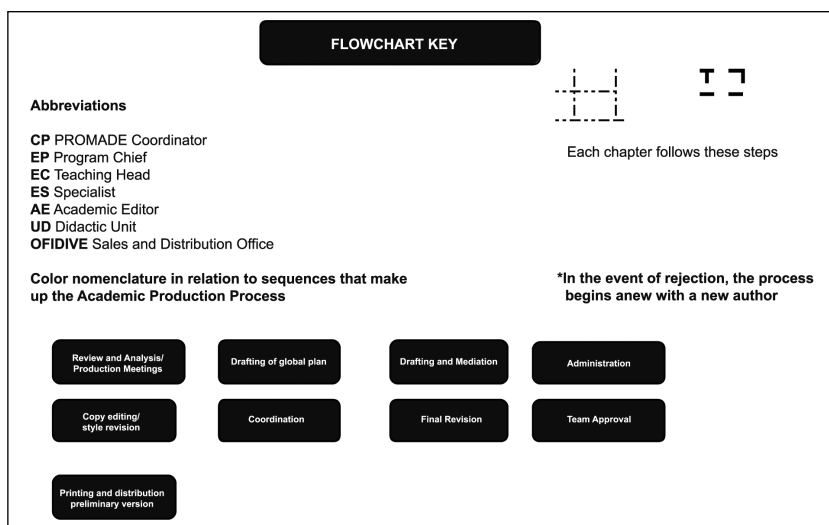 FLOWCHART KEY
Abbreviations
CP PROMADE Coordinator
EP Program Chief
EC Teaching Head
ES Specialist
AE Academic Editor
UD Didactic Unit
OFIDIVE Sales and Distribution Office
Each chapter follows these steps
Color nomenclature in relation to sequences that make
up the Academic Production Process
*In the event of rejection, the process
begins anew with a new author
Review and Analysis/
Production Meetings
Drafting of global plan
Drafting and Mediation
Administration
Copy editing/
style revision
Coordination
Final Revision
Team Approval
Printing and distribution
preliminary version